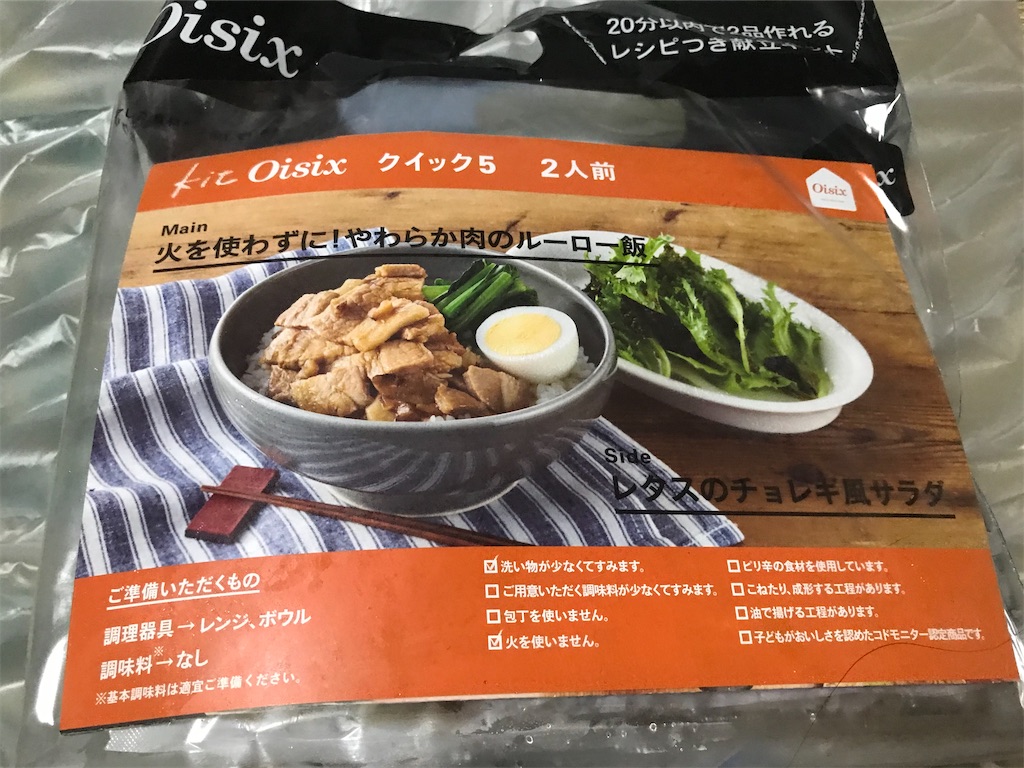 Oisix
20分以内で2品作れる
レシピつき献立キット
Kit Oisix クイック5 2人前
Oisix
x
Main
火を使わずに!やわらか肉のルーロー飯
Side
レタスのチョレギ風サラダ
ご準備いただくもの
調理器具→レンジ、ボウル
調味料※→なし
※基本調味料は適宜ご準備ください。
☑洗い物が少なくてすみます。
□ご用意いただく調味料が少なくてすみます。
□包丁を使いません。
☑火を使いません。
□ピリ辛の食材を使用しています。
□こねたり、成形する工程があります。
□油で揚げる工程があります。
□子どもがおいしさを認めたコドモニター認定商品です。